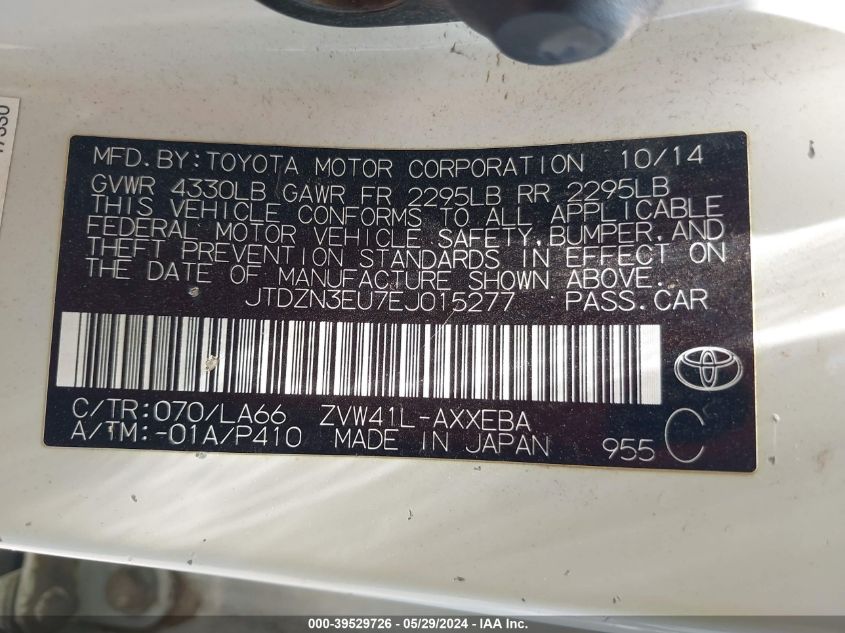 MFD.BY:TOYOTA MOTOR CORPORATION 10/14
GVWR 4330LB GAWR FR 2295LB RR 2295LB
THIS VEHICLE CONFORMS TO ALL APPLICABLE
FEDERAL MOTOR VEHICLE SAFETY,BUMPER,AND
THEFT PREVENTION STANDARDS IN EFFECT ON
THE DATE OF MANUFACTURE SHOWN ABOVE.
JTDZN3EU7EJ015277 PASS.CAR
C/TR:070/LA66 ZVW41L-AXXEBA
A/TM:-01A/P410 MADE IN JAPAN 955 C
000-39529726 - 05/29/2024 - IAA Inc.